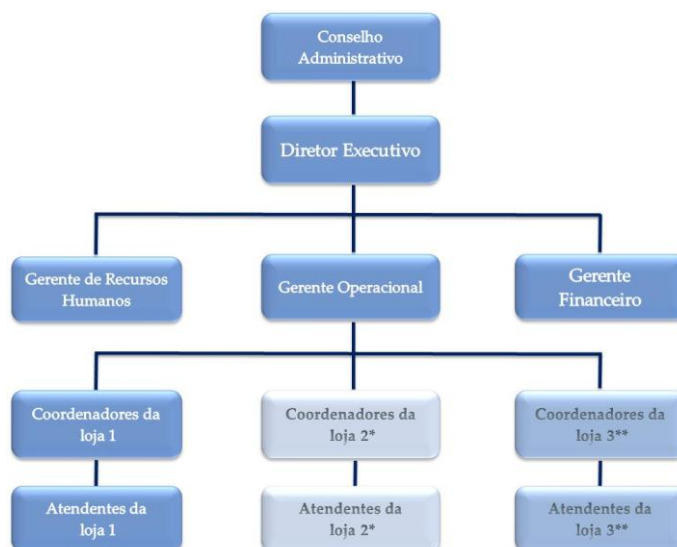 Conselho
Administrativo
Diretor Executivo
Gerente de Recursos
Humanos
Gerente Operacional
Gerente
Financeiro
Coordenadores da
loja 1
Coordenadores da
loja 2*
Coordenadores da
loja 3**
Atendentes da
loja 1
Atendentes da
loja 2*
Atendentes da
loja 3**